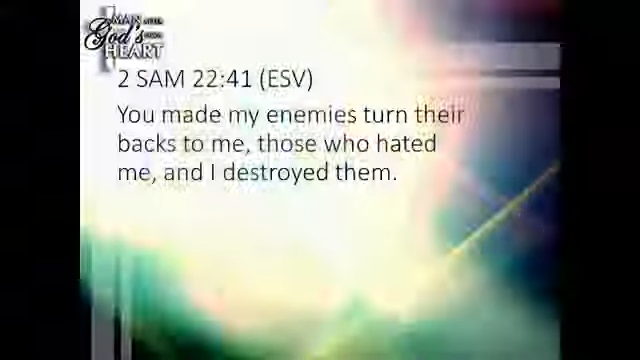 MAN AFTER
God's OWN
HEART
2 SAM 22:41 (ESV)
You made my enemies turn their
backs to me, those who hated
me, and I destroyed them.